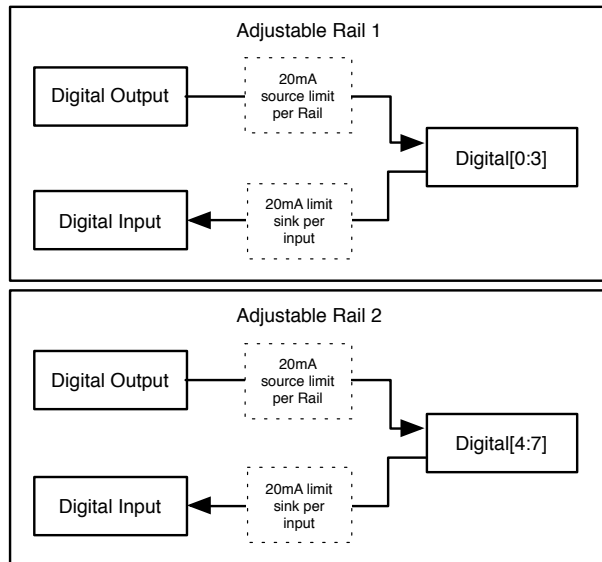 Adjustable Rail 1
Digital Output
20mA
source limit
per Rail
Digital[0:3]
Digital Input
20mA limit
sink per
input
Adjustable Rail 2
Digital Output
20mA
source limit
per Rail
Digital[4:7]
Digital Input
20mA limit
sink per
input